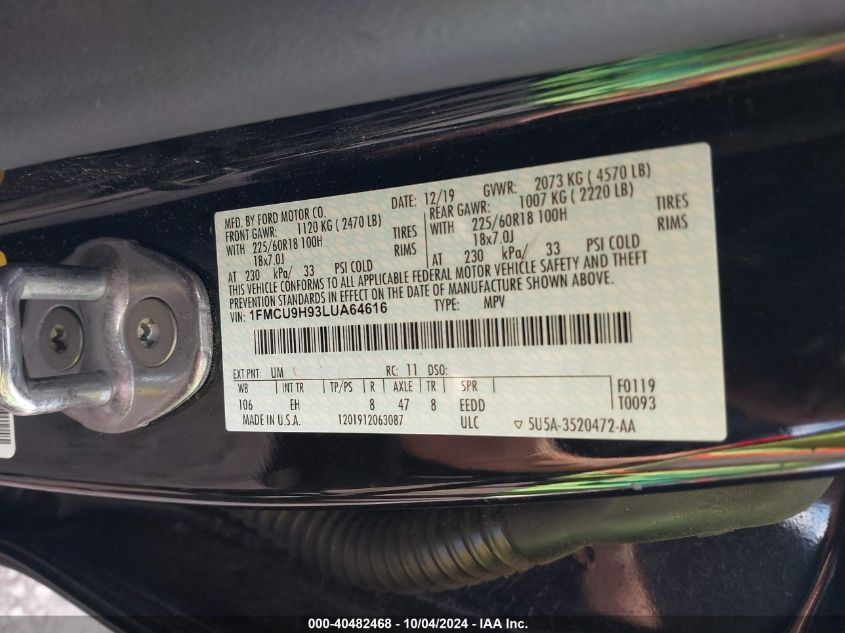 MFD. BY FORD MOTOR CO.
DATE: 12/19 GVWR: 2073 KG ( 4570 LB)
FRONT GAWR: 1120 KG ( 2470 LB)
REAR GAWR: 1007 KG ( 2220 LB)
WITH 225/60R18 100H TIRES
WITH 225/60R18 100H TIRES
18x7.0J RIMS
18x7.0J RIMS
AT 230 kPa/ 33 PSI COLD
AT 230 kPa/ 33 PSI COLD
THIS VEHICLE CONFORMS TO ALL APPLICABLE FEDERAL MOTOR VEHICLE SAFETY AND THEFT
PREVENTION STANDARDS IN EFFECT ON THE DATE OF MANUFACTURE SHOWN ABOVE.
VIN: 1FMCU9H93LUA64616 TYPE: MPV
EXT PNT: UM RC: 11 DSO:
WB INT TR TP/PS R AXLE TR SPR F0119
106 EH 8 47 8 EEDD T0093
MADE IN U.S.A. 1201912063087 ULC ▽ 5U5A-3520472-AA
000-40482468 - 10/04/2024 - IAA Inc.